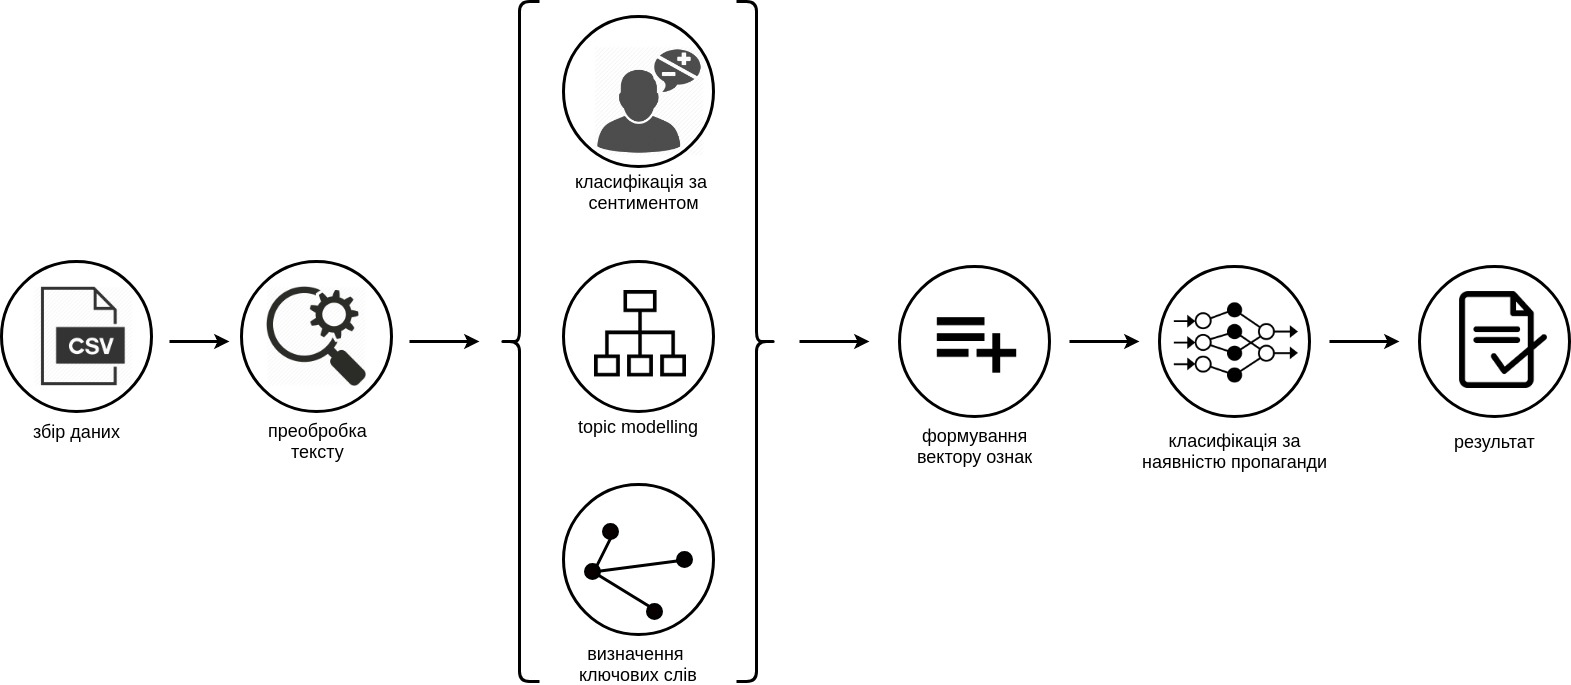 CSV
збір даних
преобробка
тексту
класифікація за
сентиментом
topic modelling
визначення
ключових слів
формування
вектору ознак
класифікація за
наявністю пропаганди
результат